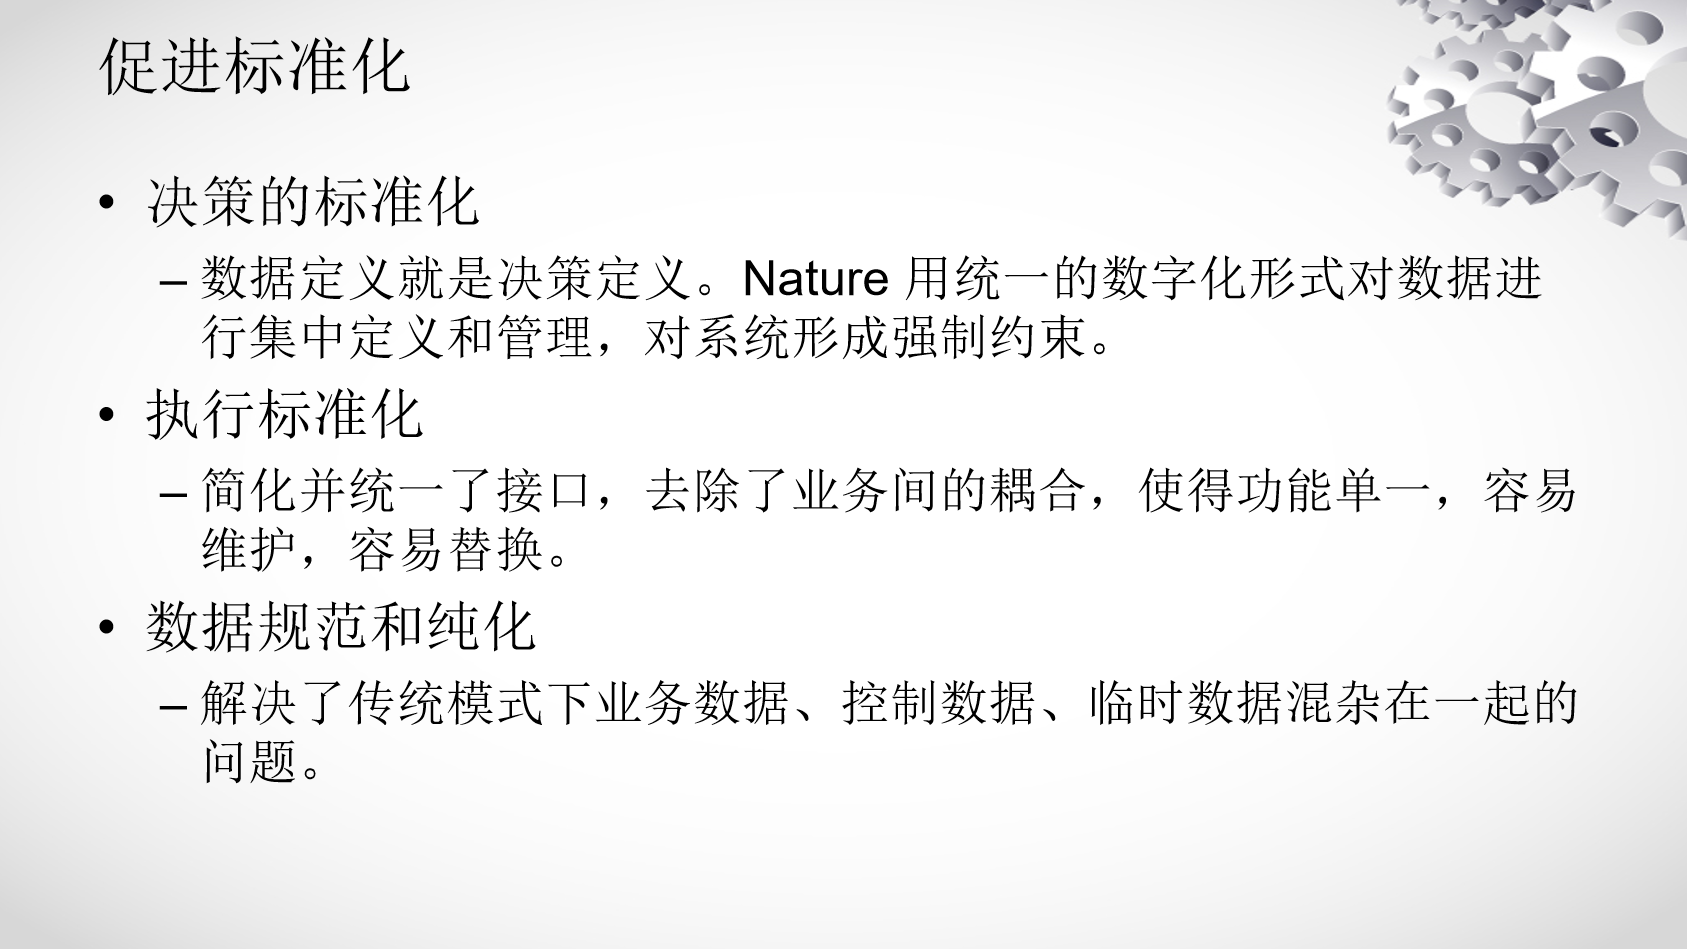 促进标准化
• 决策的标准化
– 数据定义就是决策定义。Nature 用统一的数字化形式对数据进
行集中定义和管理，对系统形成强制约束。
• 执行标准化
– 简化并统一了接口，去除了业务间的耦合，使得功能单一，容易
维护，容易替换。
• 数据规范和纯化
– 解决了传统模式下业务数据、控制数据、临时数据混杂在一起的
问题。